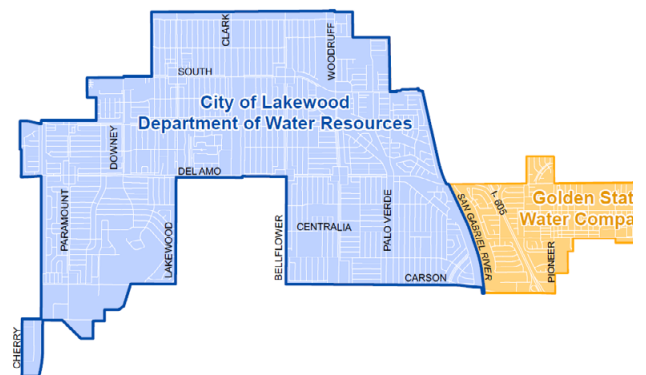 CLARK
WOODRUFF
SOUTH
City of Lakewood
Department of Water Resources
DOWNEY
DEL AMO
PARAMOUNT
LAKEWOOD
BELLFLOWER
CENTRALIA
PALO VERDE
CARSON
SAN GABRIEL RIVER
I- 605
Golden Stat
Water Compa
PIONEER
CHERRY